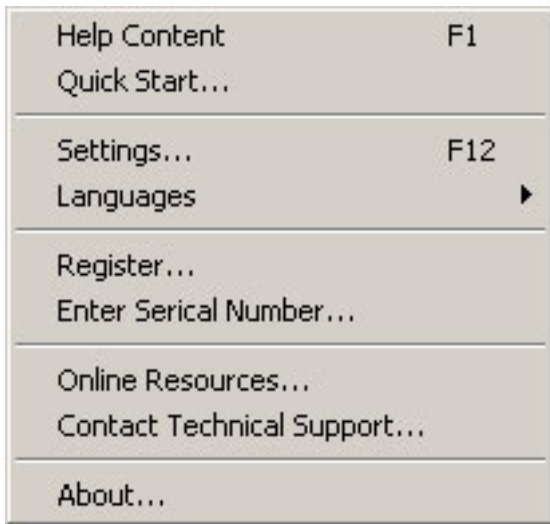 Help Content F1
Quick Start...
Settings... F12
Languages
Register...
Enter Serical Number...
Online Resources...
Contact Technical Support...
About...